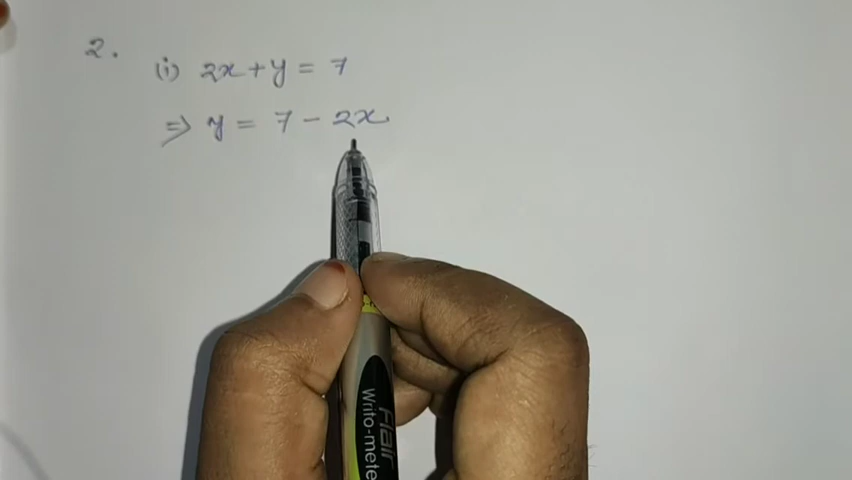 2. (i) 2x + y = 7
⇒ y = 7 - 2x
Flair
Writo-mete